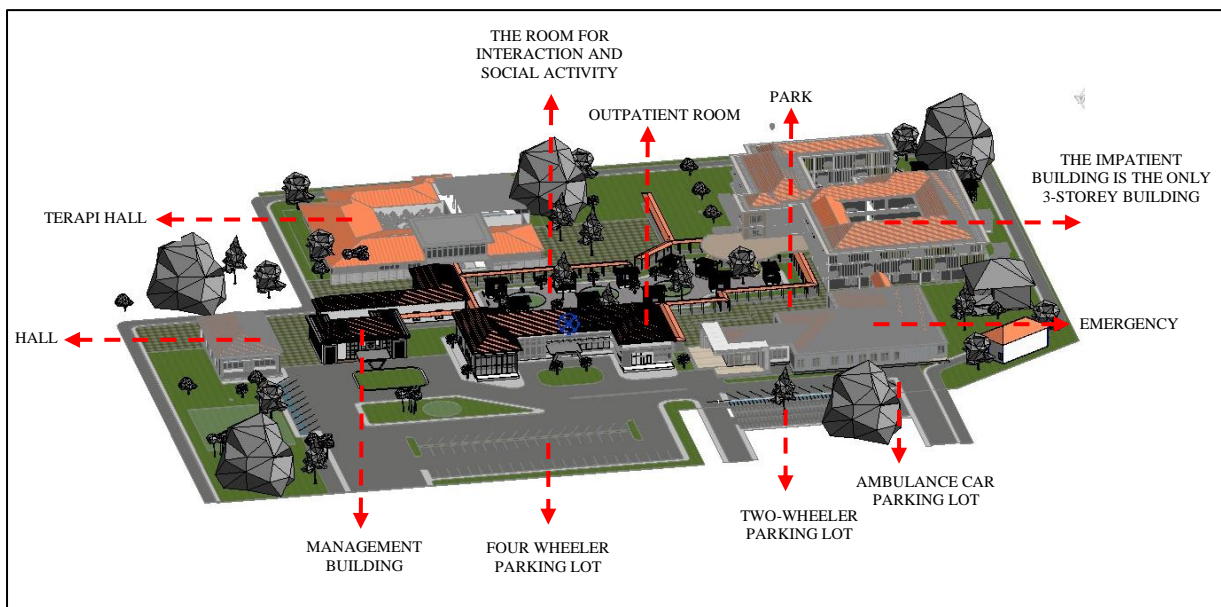 THE ROOM FOR
INTERACTION AND
SOCIAL ACTIVITY
OUTPATIENT ROOM
PARK
THE IMPATIENT
BUILDING IS THE ONLY
3-STOREY BUILDING
TERAPI HALL
HALL
EMERGENCY
MANAGEMENT
BUILDING
FOUR WHEELER
PARKING LOT
TWO-WHEELER
PARKING LOT
AMBULANCE CAR
PARKING LOT